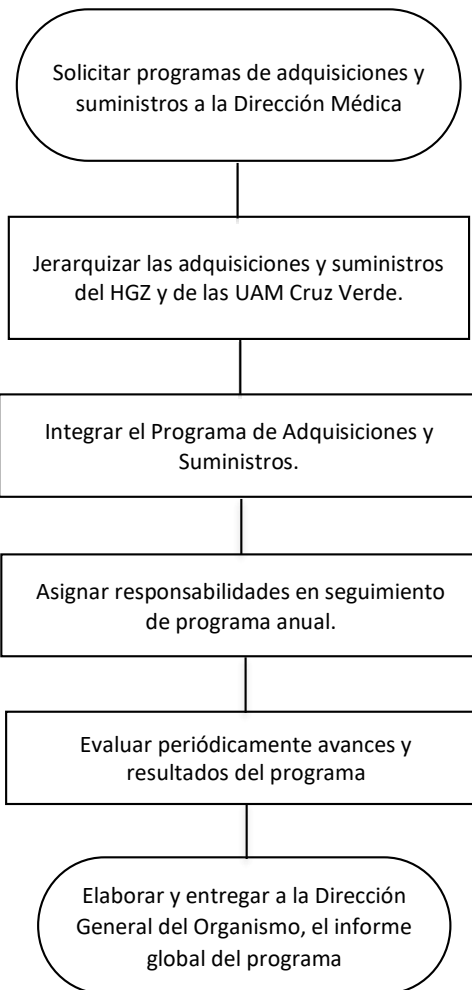 Solicitar programas de adquisiciones y
suministros a la Dirección Médica
Jerarquizar las adquisiciones y suministros
del HGZ y de las UAM Cruz Verde.
Integrar el Programa de Adquisiciones y
Suministros.
Asignar responsabilidades en seguimiento
de programa anual.
Evaluar periódicamente avances y
resultados del programa
Elaborar y entregar a la Dirección
General del Organismo, el informe
global del programa